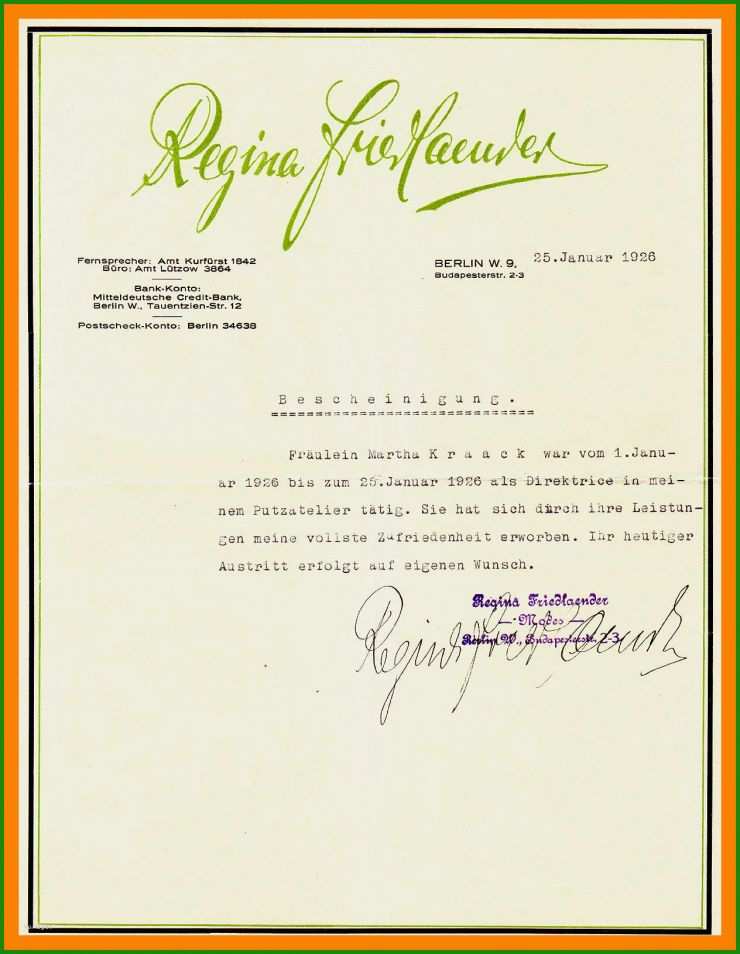 Regina Friedlaender
Fernsprecher: Amt Kurfürst 1842
Büro: Amt Lützow 3864
Bank-Konto:
Mitteldeutsche Credit-Bank,
Berlin W., Tauentzien-Str. 12
Postscheck-Konto: Berlin 34638
BERLIN W. 9, 25.Januar 1926
Budapesterstr. 2-3
Bescheinigung.
Fräulein Martha Kraack war vom 1.Janu-
ar 1926 bis zum 25.Januar 1926 als Direktrice in mei-
nem Putzatelier tätig. Sie hat sich durch ihre Leistun-
gen meine vollste Zufriedenheit erworben. Ihr heutiger
Austritt erfolgt auf eigenen Wunsch.
Regina Friedlaender
— Modes —
Berlin W., Budapesterstr. 2-3
Regina Friedlaender